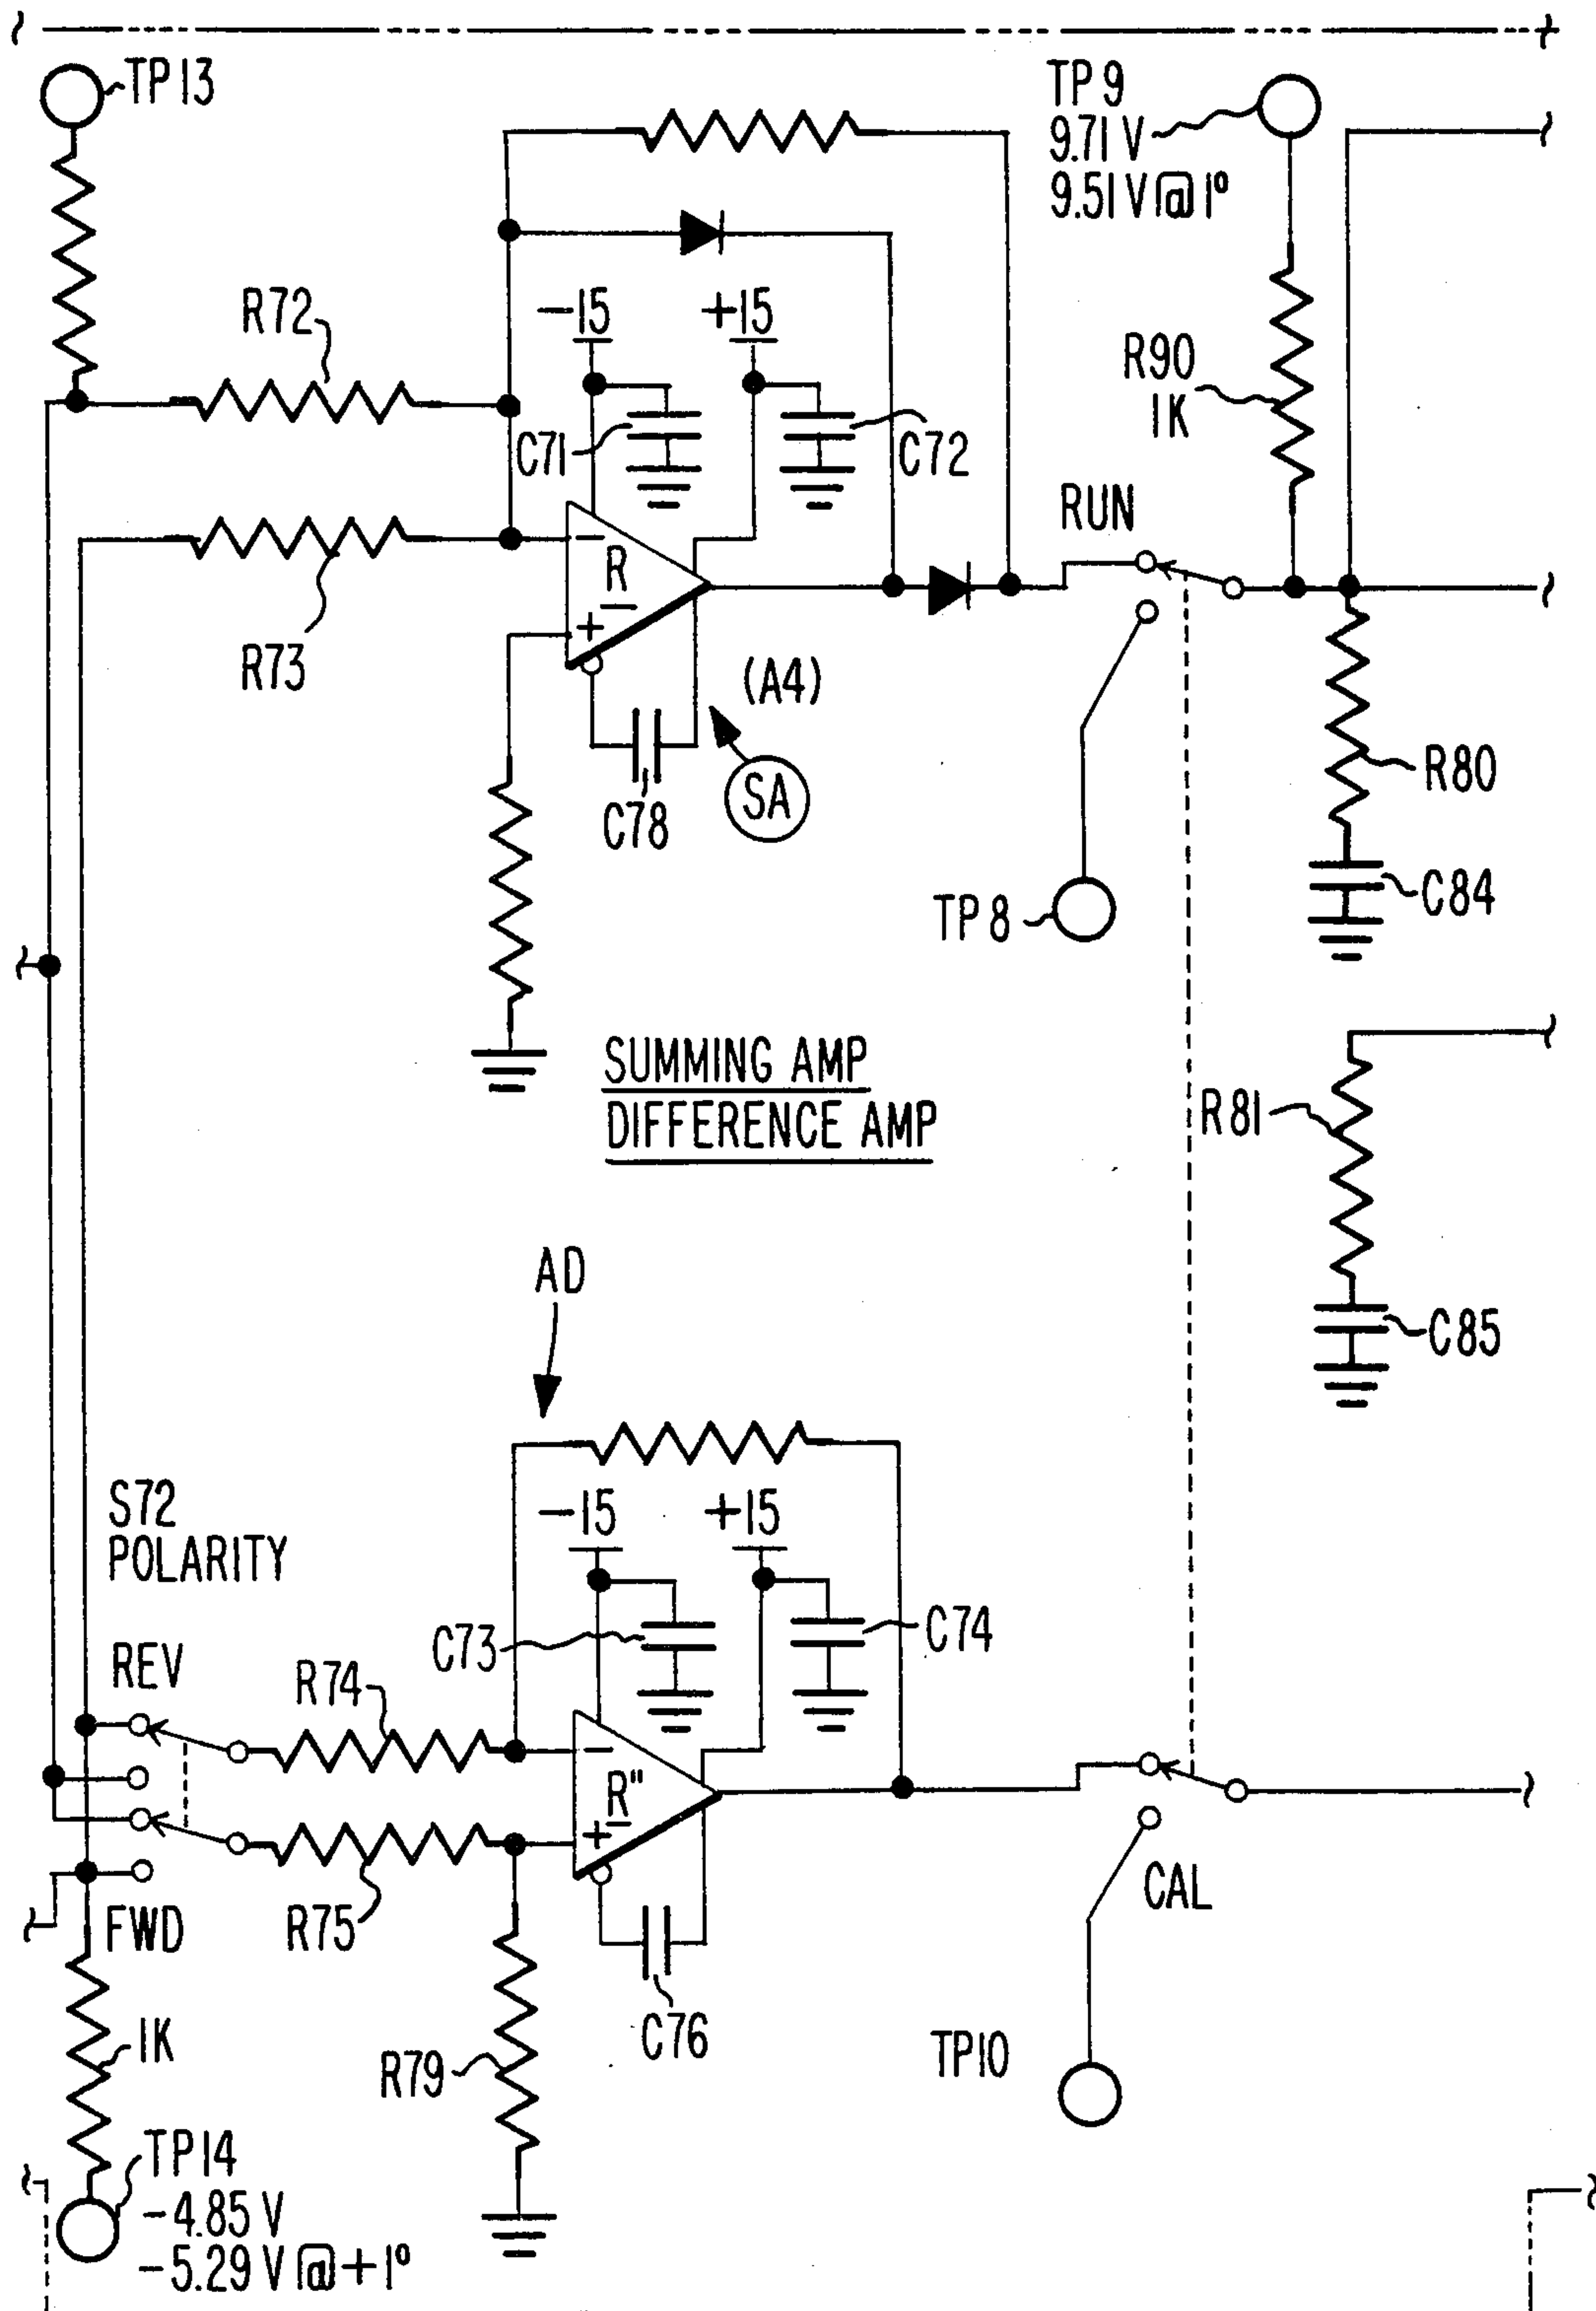 TP13
TP9
9.71 V
9.51V@1°
R72
-15
+15
R90
1K
C71
C72
RUN
R73
-
R
+
-
(A4)
SA
C78
R80
TP8
C84
SUMMING AMP
DIFFERENCE AMP
R81
AD
C85
S72
POLARITY
-15
+15
C73
C74
REV
R74
-
R"
+
-
R75
FWD
CAL
C76
1K
R79
TP10
TP14
-4.85 V
-5.29 V@+1°